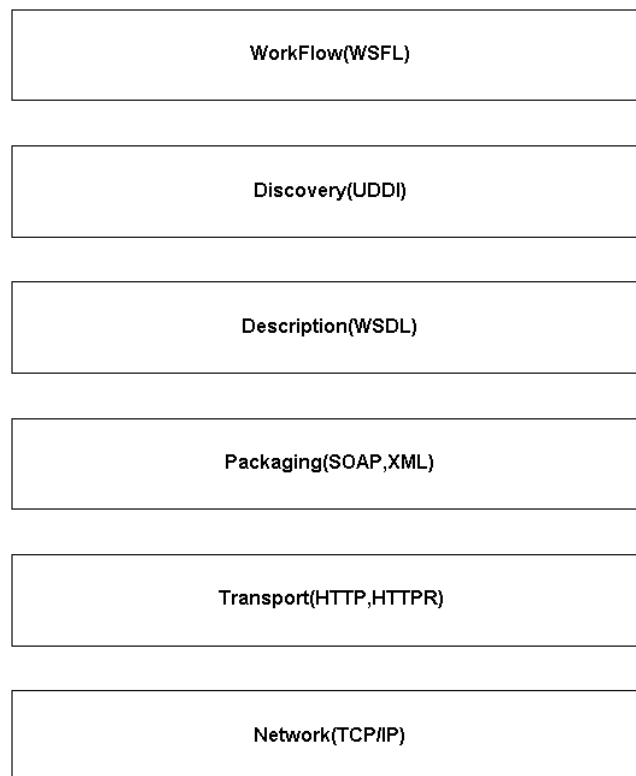 WorkFlow(WSFL)
Discovery(UDDI)
Description(WSDL)
Packaging(SOAP,XML)
Transport(HTTP,HTTPR)
Network(TCP/IP)